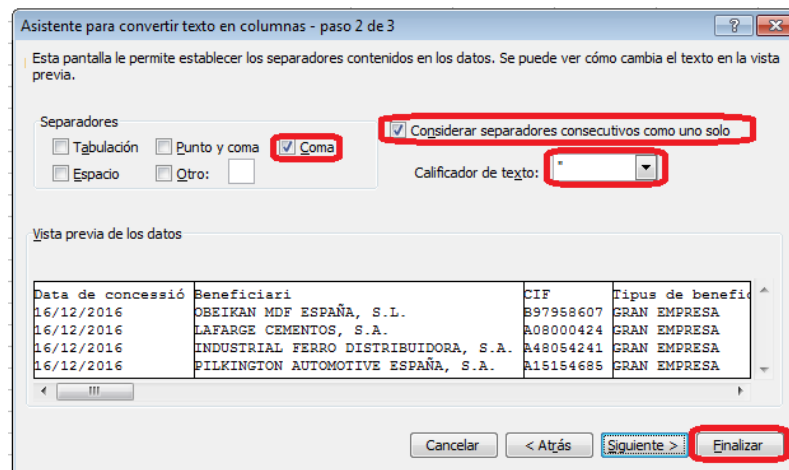 Asistente para convertir texto en columnas - paso 2 de 3
Esta pantalla le permite establecer los separadores contenidos en los datos. Se puede ver cómo cambia el texto en la vista
previa.
Separadores
Considerar separadores consecutivos como uno solo
Tabulación Punto y coma Coma
Espacio Otro:
Calificador de texto: "
Vista previa de los datos
Data de concessió Beneficiari CIF Tipus de benefic
16/12/2016 OBEIKAN MDF ESPAÑA, S.L. B97958607 GRAN EMPRESA
16/12/2016 LAFARGE CEMENTOS, S.A. A08000424 GRAN EMPRESA
16/12/2016 INDUSTRIAL FERRO DISTRIBUIDORA, S.A. A48054241 GRAN EMPRESA
16/12/2016 PILKINGTON AUTOMOTIVE ESPAÑA, S.A. A15154685 GRAN EMPRESA
Cancelar < Atrás Siguiente > Finalizar